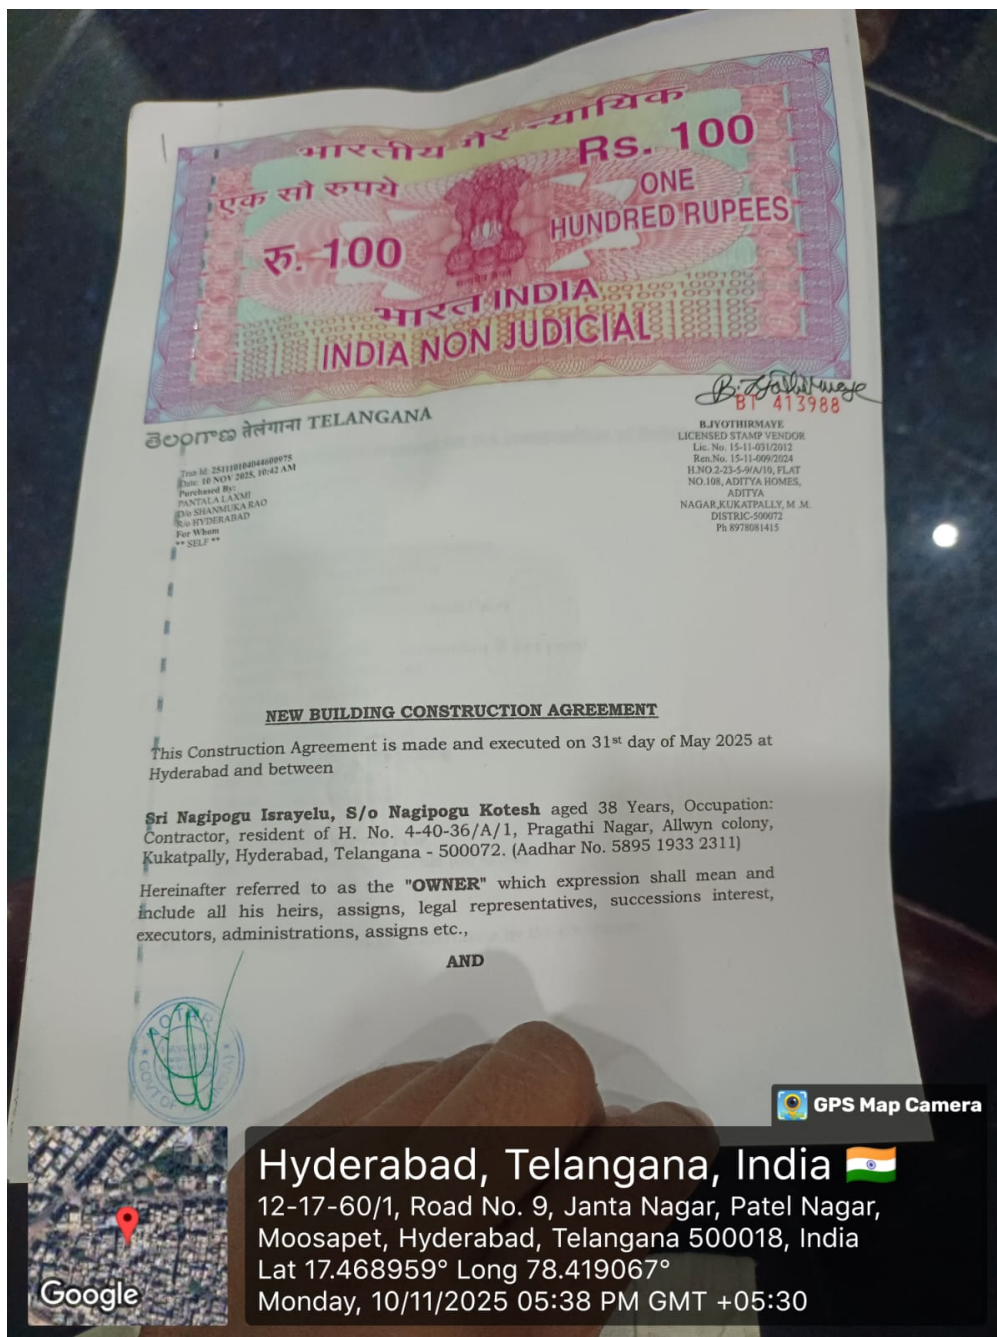 भारतीय गैर न्यायिक
एक सौ रुपये
Rs. 100
रु. 100
ONE
HUNDRED RUPEES
सत्यमेव जयते
भारत INDIA
INDIA NON JUDICIAL
తెలంగాణ तेलंगाना TELANGANA
Tran Id: 251110104044600975
Date: 10 NOV 2025, 10:42 AM
Purchased By:
PANTALA LAXMI
D/o SHANMUKA RAO
R/o HYDERABAD
For Whom
** SELF **
BT 413988
B.JYOTHIRMAYE
LICENSED STAMP VENDOR
Lic. No. 15-11-031/2012
Ren.No. 15-11-009/2024
H.NO.2-23-5-9/A/10, FLAT
NO.108, ADITYA HOMES,
ADITYA
NAGAR,KUKATPALLY, M .M.
DISTRIC-500072
Ph 8978081415
NEW BUILDING CONSTRUCTION AGREEMENT
This Construction Agreement is made and executed on 31st day of May 2025 at
Hyderabad and between
Sri Nagipogu Israyelu, S/o Nagipogu Kotesh aged 38 Years, Occupation:
Contractor, resident of H. No. 4-40-36/A/1, Pragathi Nagar, Allwyn colony,
Kukatpally, Hyderabad, Telangana - 500072. (Aadhar No. 5895 1933 2311)
Hereinafter referred to as the "OWNER" which expression shall mean and
include all his heirs, assigns, legal representatives, successions interest,
executors, administrations, assigns etc.,
AND
GPS Map Camera
Google
Hyderabad, Telangana, India
12-17-60/1, Road No. 9, Janta Nagar, Patel Nagar,
Moosapet, Hyderabad, Telangana 500018, India
Lat 17.468959° Long 78.419067°
Monday, 10/11/2025 05:38 PM GMT +05:30